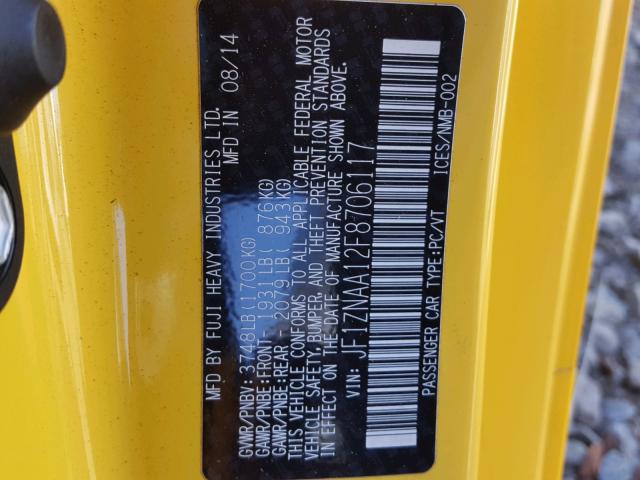 MFD BY FUJI HEAVY INDUSTRIES LTD.
MFD IN 08/14
GVWR/PNBV: 3748LB(1700KG)
GAWR/PNBE:FRONT - 1931LB( 876KG)
GAWR/PNBE:REAR - 2079LB( 943KG)
THIS VEHICLE CONFORMS TO ALL APPLICABLE FEDERAL MOTOR
VEHICLE SAFETY, BUMPER, AND THEFT PREVENTION STANDARDS
IN EFFECT ON THE DATE OF MANUFACTURE SHOWN ABOVE.
VIN: JF1ZNAA12F8706117
PASSENGER CAR TYPE:PC/VT
ICES/NMB-002